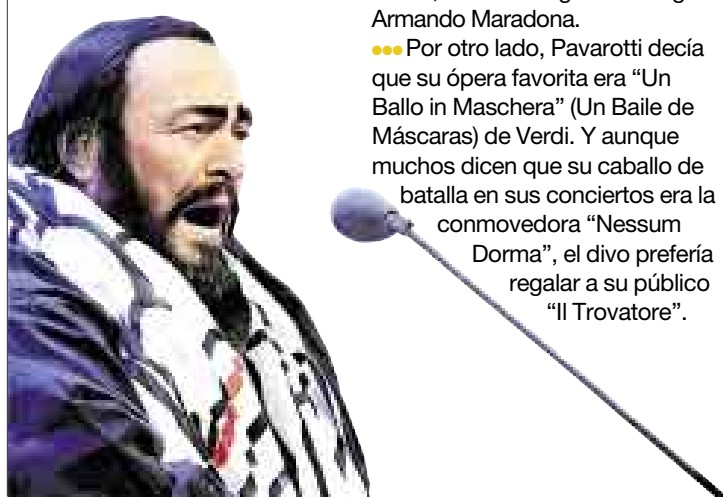 Armando Maradona.
●●● Por otro lado, Pavarotti decía
que su ópera favorita era “Un
Ballo in Maschera” (Un Baile de
Máscaras) de Verdi. Y aunque
muchos dicen que su caballo de
batalla en sus conciertos era la
conmovedora “Nessum
Dorma”, el divo prefería
regalar a su público
“Il Trovatore”.